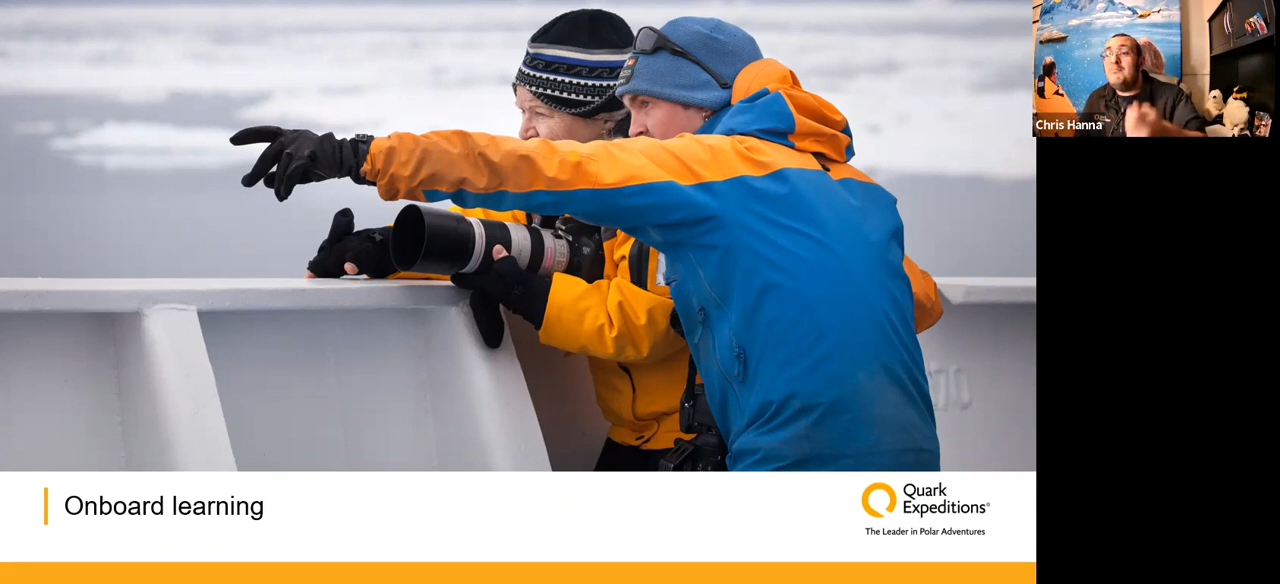 Chris Hanna
Onboard learning
Quark
Expeditions®
The Leader in Polar Adventures